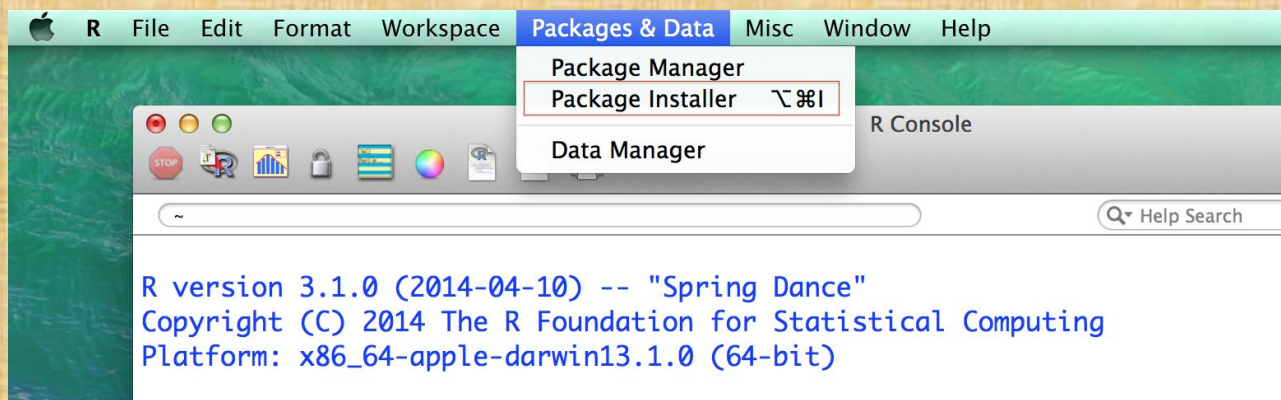 R File Edit Format Workspace Packages & Data Misc Window Help
Package Manager
Package Installer ⌥⌘I
Data Manager
R Console
STOP
~
Help Search
R version 3.1.0 (2014-04-10) -- "Spring Dance"
Copyright (C) 2014 The R Foundation for Statistical Computing
Platform: x86_64-apple-darwin13.1.0 (64-bit)